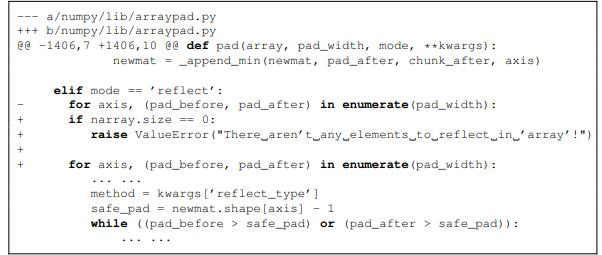 --- a/numpy/lib/arraypad.py
+++ b/numpy/lib/arraypad.py
@@ -1406,7 +1406,10 @@ def pad(array, pad_width, mode, **kwargs):
            newmat = _append_min(newmat, pad_after, chunk_after, axis)

    elif mode == 'reflect':
-      for axis, (pad_before, pad_after) in enumerate(pad_width):
+      if narray.size == 0:
+          raise ValueError("There␣aren't␣any␣elements␣to␣reflect␣in␣'array'!")
+
+      for axis, (pad_before, pad_after) in enumerate(pad_width):
          ... ...
          method = kwargs['reflect_type']
          safe_pad = newmat.shape[axis] - 1
          while ((pad_before > safe_pad) or (pad_after > safe_pad)):
              ... ...